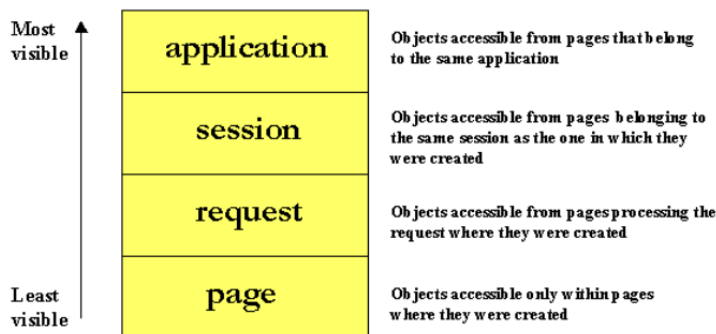 Most
visible
application
Objects accessible from pages that belong
to the same application
session
Objects accessible from pages belonging to
the same session as the one in which they
were created
request
Objects accessible from pages processing the
request where they were created
Least
visible
page
Objects accessible only within pages
where they were created